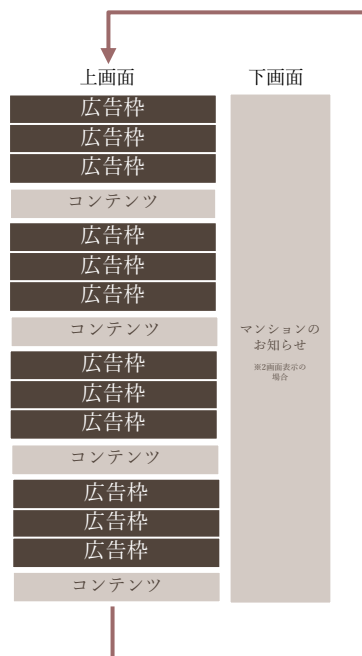 上画面
下画面
広告枠
広告枠
広告枠
コンテンツ
広告枠
広告枠
広告枠
コンテンツ
広告枠
広告枠
広告枠
コンテンツ
広告枠
広告枠
広告枠
コンテンツ
マンションの
お知らせ
※2画面表示の
場合